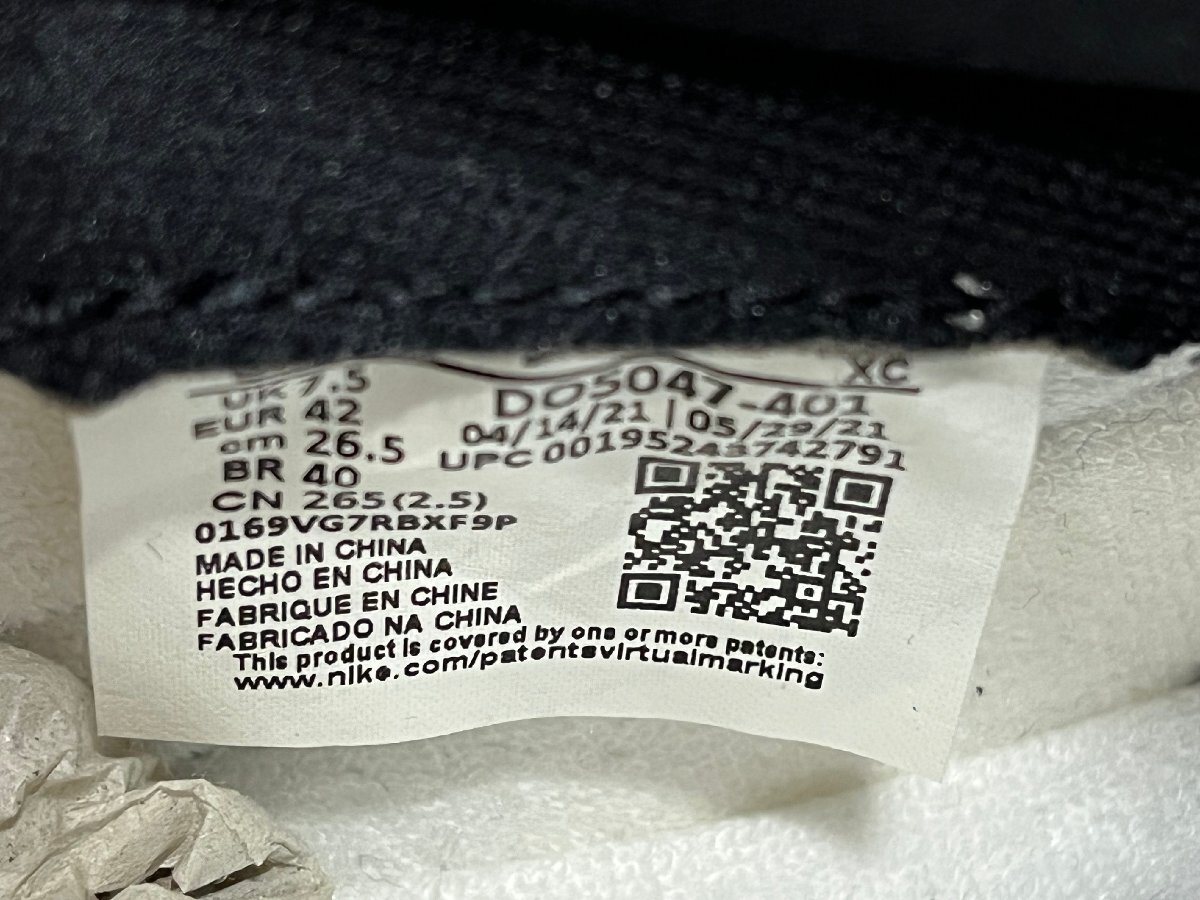 UK 7.5
EUR 42
cm 26.5
BR 40
CN 265(2.5)
0169VG7RBXF9P
XC
DO5047-401
04/14/21 | 05/29/21
UPC 00195243742791
MADE IN CHINA
HECHO EN CHINA
FABRIQUE EN CHINE
FABRICADO NA CHINA
This product is covered by one or more patents:
www.nike.com/patentsvirtualmarking